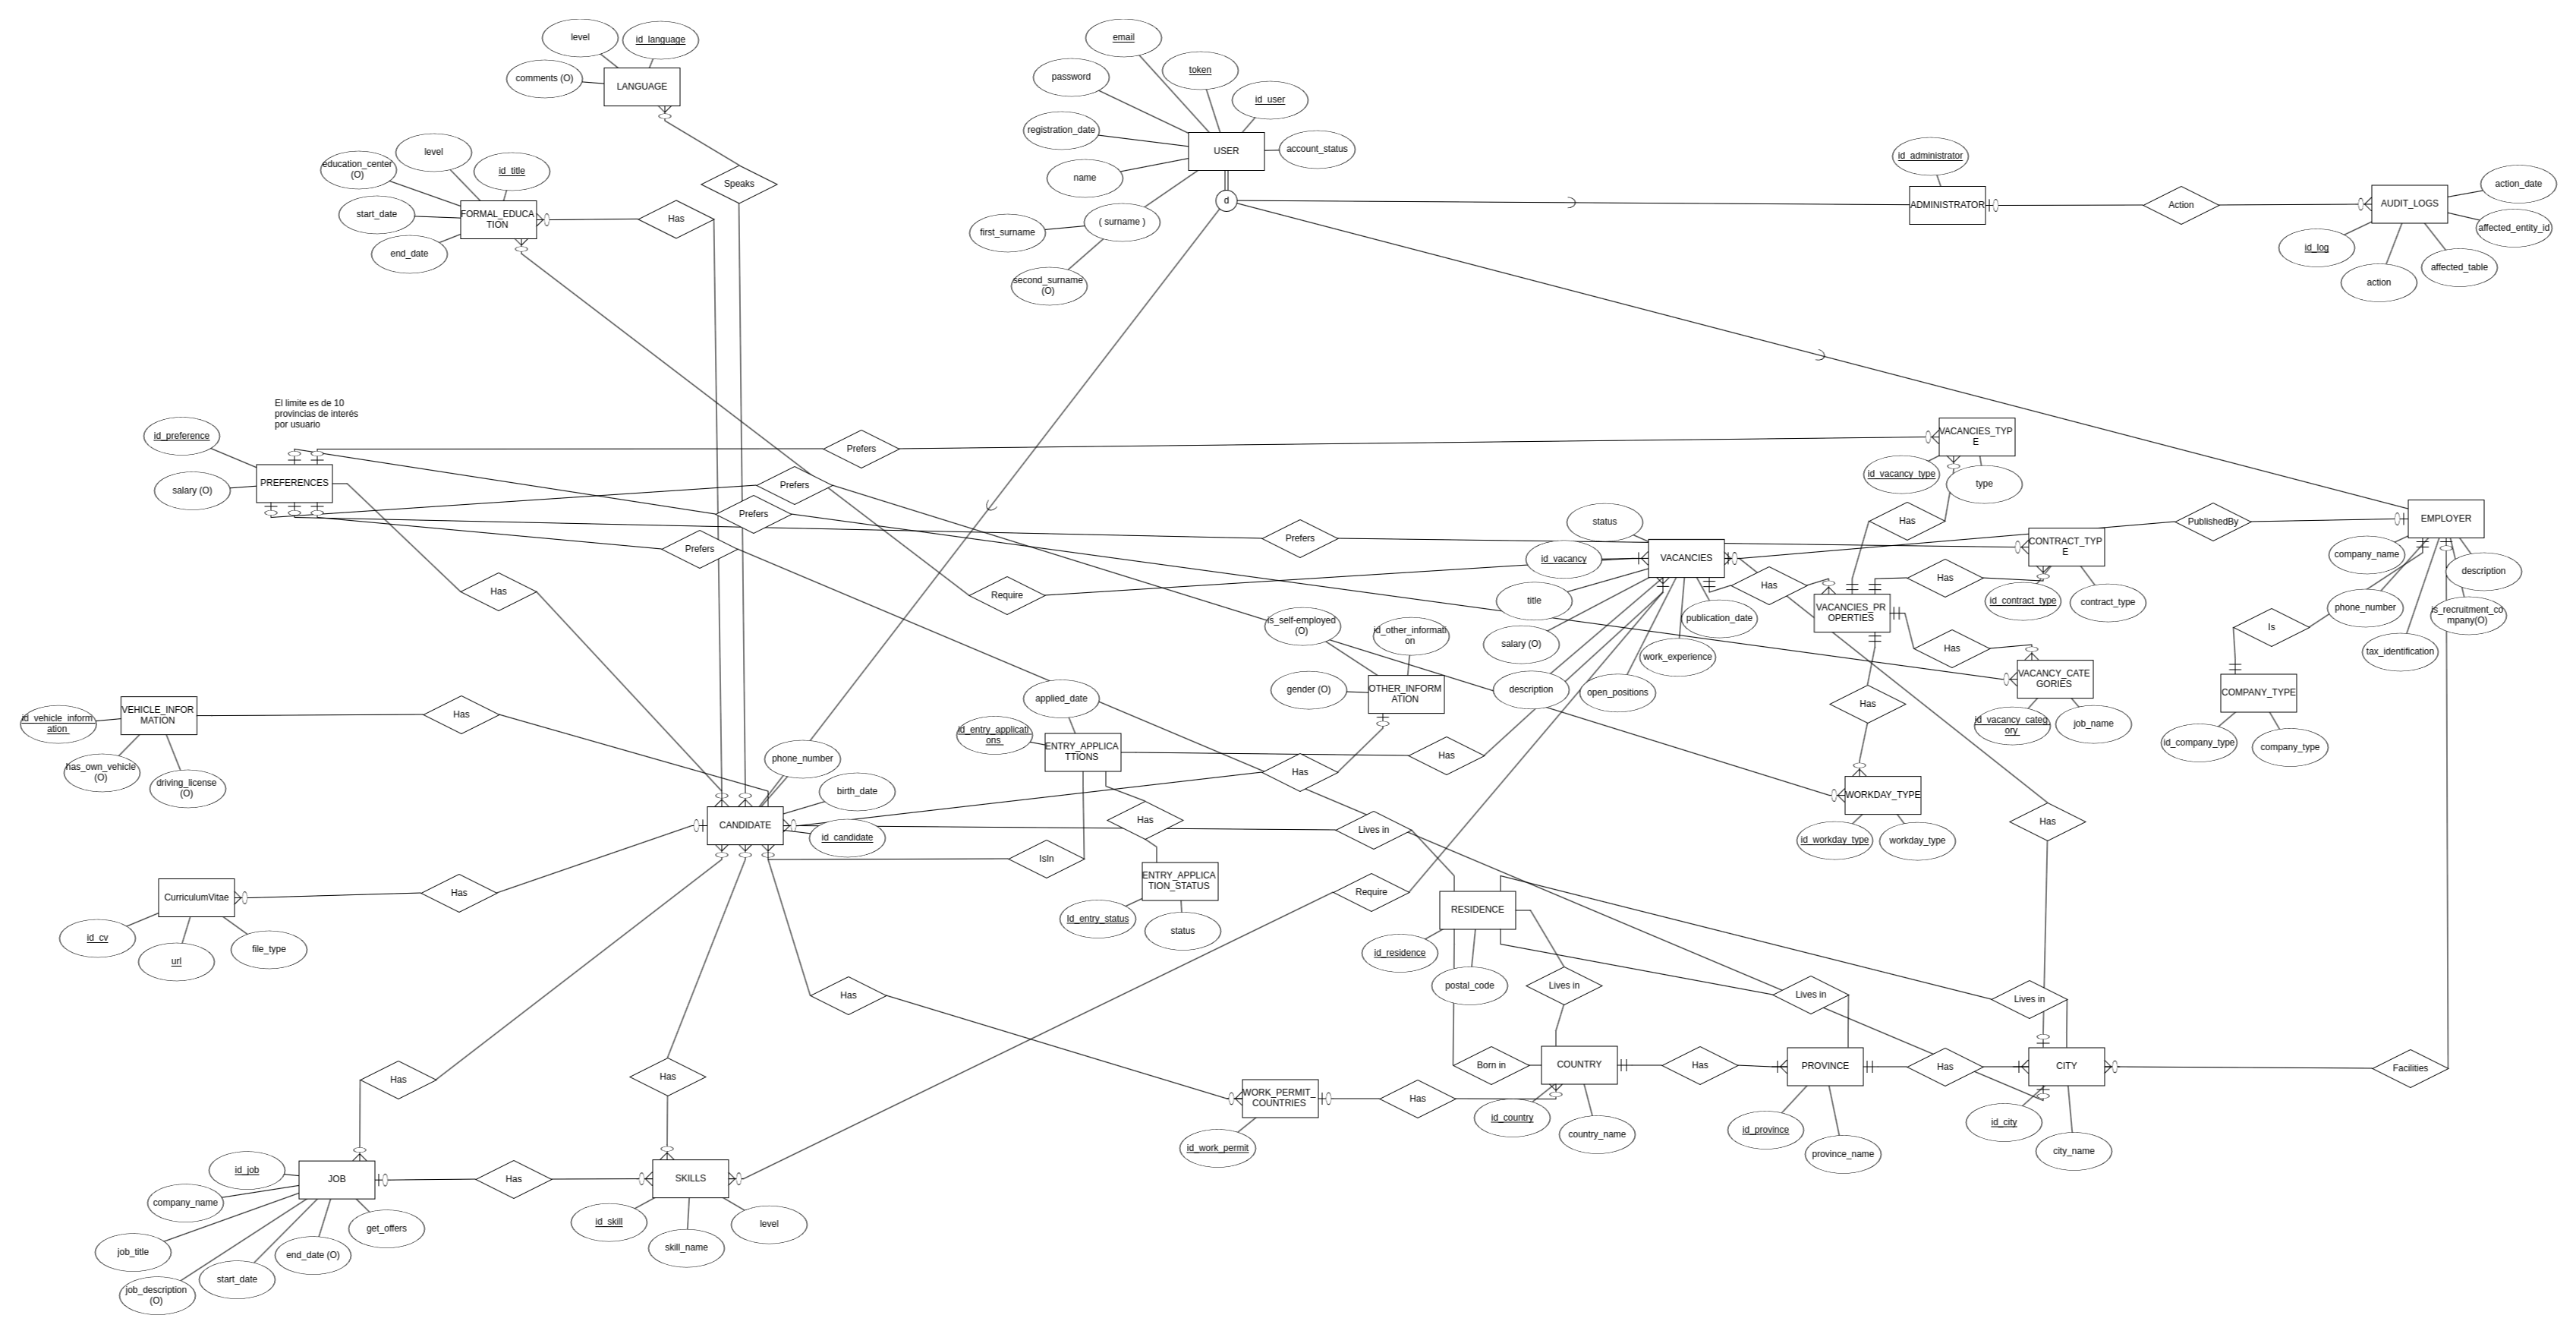 level
id_language
comments (O)
LANGUAGE
email
token
password
id_user
registration_date
account_status
USER
name
( surname )
first_surname
second_surname
(O)
d
education_center
(O)
level
id_title
start_date
FORMAL_EDUCA
TION
end_date
Has
Speaks
id_administrator
ADMINISTRATOR
Action
AUDIT_LOGS
action_date
affected_entity_id
id_log
affected_table
action
El limite es de 10
provincias de interés
por usuario
id_preference
PREFERENCES
salary (O)
Prefers
Prefers
Prefers
Prefers
Prefers
Has
VACANCIES_TYP
E
id_vacancy_type
type
Has
status
id_vacancy
VACANCIES
title
salary (O)
description
open_positions
work_experience
publication_date
Require
Has
VACANCIES_PR
OPERTIES
CONTRACT_TYP
E
Has
id_contract_type
contract_type
PublishedBy
EMPLOYER
company_name
description
phone_number
is_recruitment_co
mpany(O)
tax_identification
Is
COMPANY_TYPE
id_company_type
company_type
Has
VACANCY_CATE
GORIES
id_vacancy_categ
ory
job_name
Has
WORKDAY_TYPE
id_workday_type
workday_type
is_self-employed
(O)
id_other_informati
on
gender (O)
OTHER_INFORM
ATION
applied_date
id_entry_applicati
ons
ENTRY_APPLICA
TTIONS
Has
Has
Has
ENTRY_APPLICA
TION_STATUS
Id_entry_status
status
IsIn
VEHICLE_INFOR
MATION
id_vehicle_inform
ation
has_own_vehicle
(O)
driving_license
(O)
Has
phone_number
birth_date
CANDIDATE
id_candidate
CurriculumVitae
id_cv
url
file_type
Has
Lives in
Require
RESIDENCE
id_residence
postal_code
Lives in
Lives in
Lives in
Has
Has
Born in
COUNTRY
id_country
country_name
Has
PROVINCE
id_province
province_name
Has
CITY
id_city
city_name
Facilities
WORK_PERMIT_
COUNTRIES
id_work_permit
Has
Has
Has
JOB
id_job
company_name
job_title
job_description
(O)
start_date
end_date (O)
get_offers
Has
SKILLS
id_skill
skill_name
level